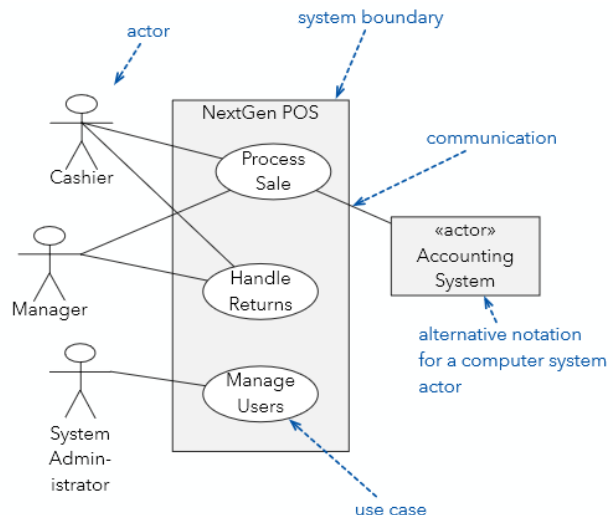 system boundary
actor
NextGen POS
communication
Process
Sale
Cashier
«actor»
Accounting
System
Handle
Returns
Manager
alternative notation
for a computer system
actor
Manage
Users
System
Admin-
istrator
use case